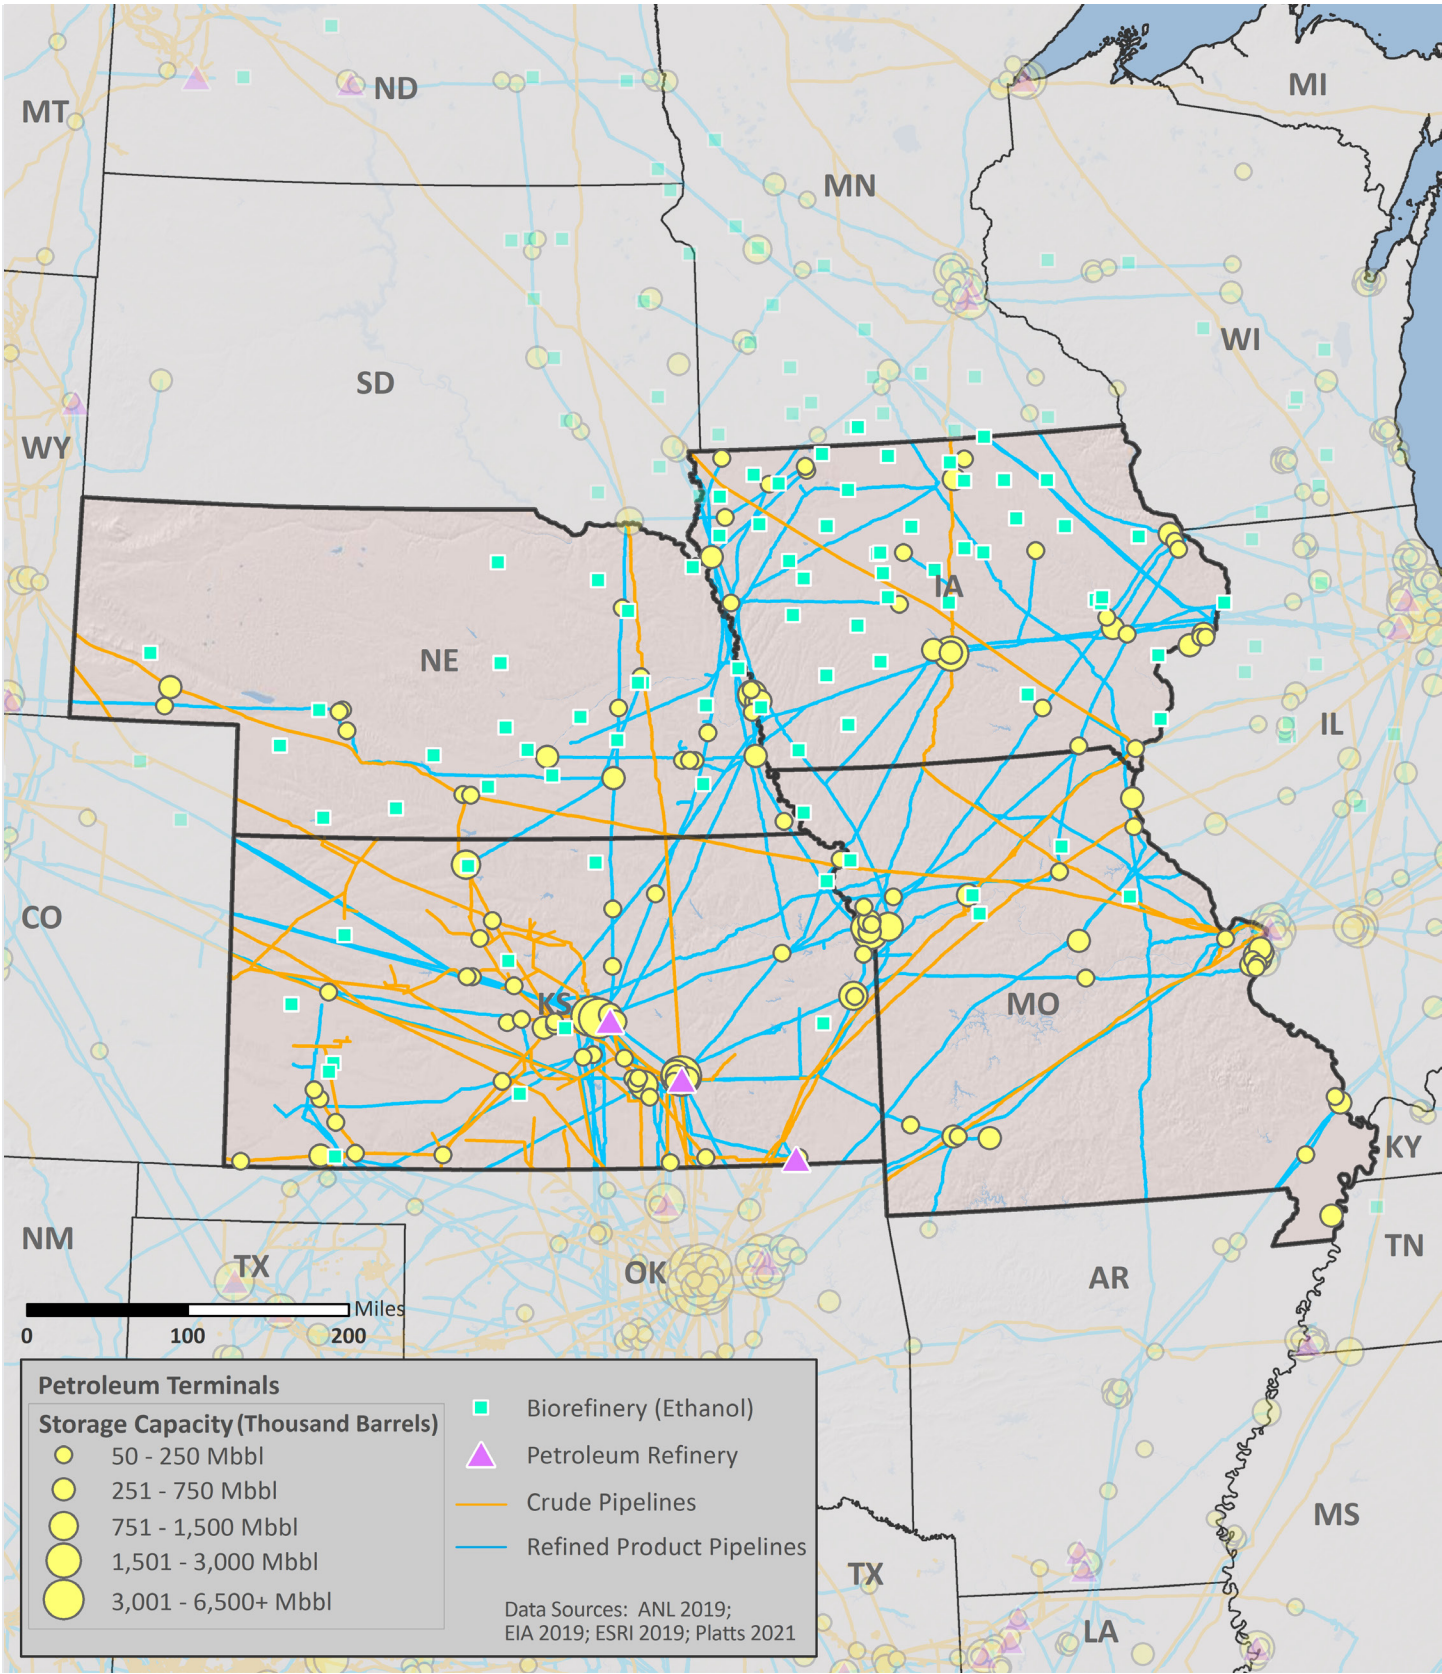 ND
MI
MT
MN
WI
SD
WY
IA
NE
IL
CO
KS
MO
KY
NM
TN
TX
OK
AR
Miles
0 100 200
MS
TX
LA
Petroleum Terminals
Storage Capacity (Thousand Barrels)
50 - 250 Mbbl
251 - 750 Mbbl
751 - 1,500 Mbbl
1,501 - 3,000 Mbbl
3,001 - 6,500+ Mbbl
Biorefinery (Ethanol)
Petroleum Refinery
Crude Pipelines
Refined Product Pipelines
Data Sources: ANL 2019;
EIA 2019; ESRI 2019; Platts 2021